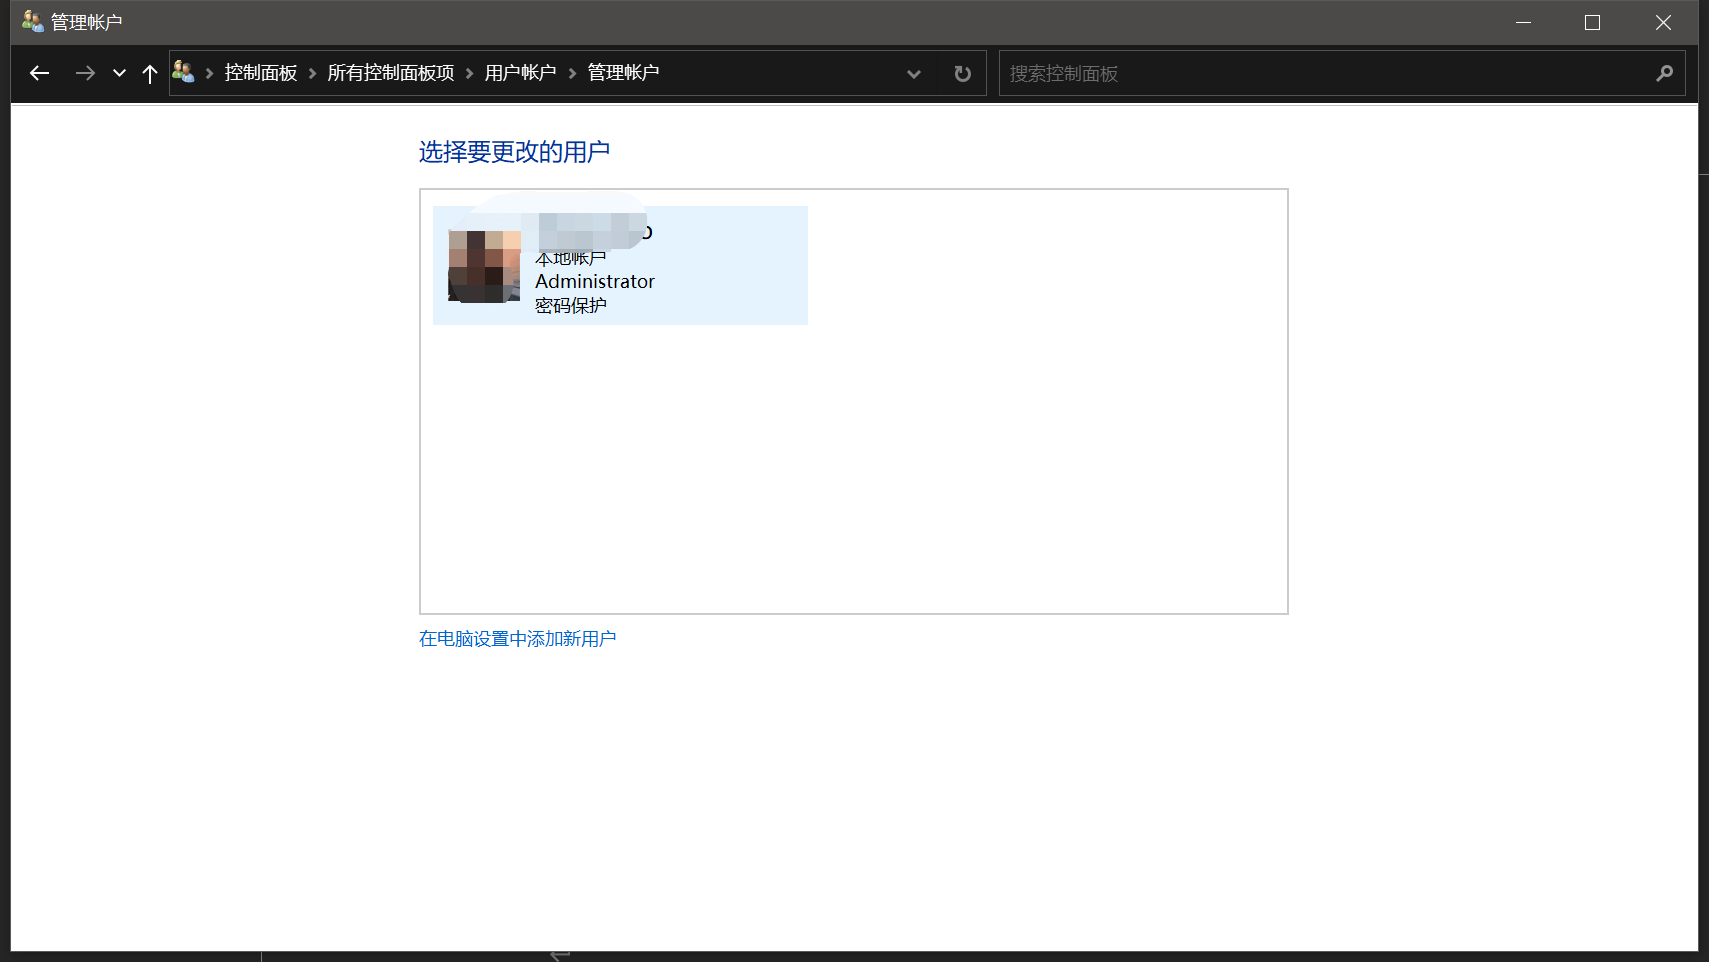 管理帐户
控制面板 所有控制面板项 用户帐户 管理帐户
搜索控制面板
选择要更改的用户
本地帐户
Administrator
密码保护
在电脑设置中添加新用户